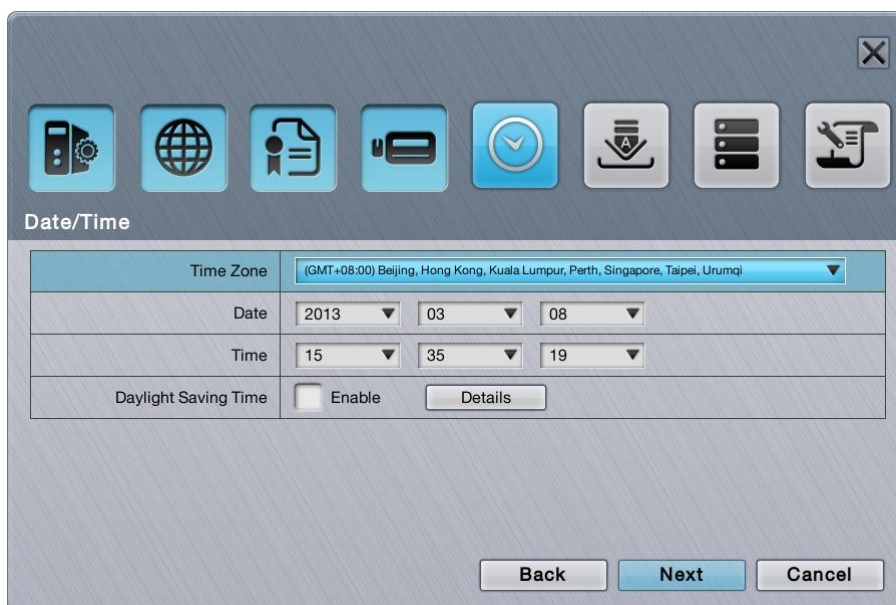 Date/Time
Time Zone (GMT+08:00) Beijing, Hong Kong, Kuala Lumpur, Perth, Singapore, Taipei, Urumqi
Date 2013 03 08
Time 15 35 19
Daylight Saving Time Enable Details
Back Next Cancel